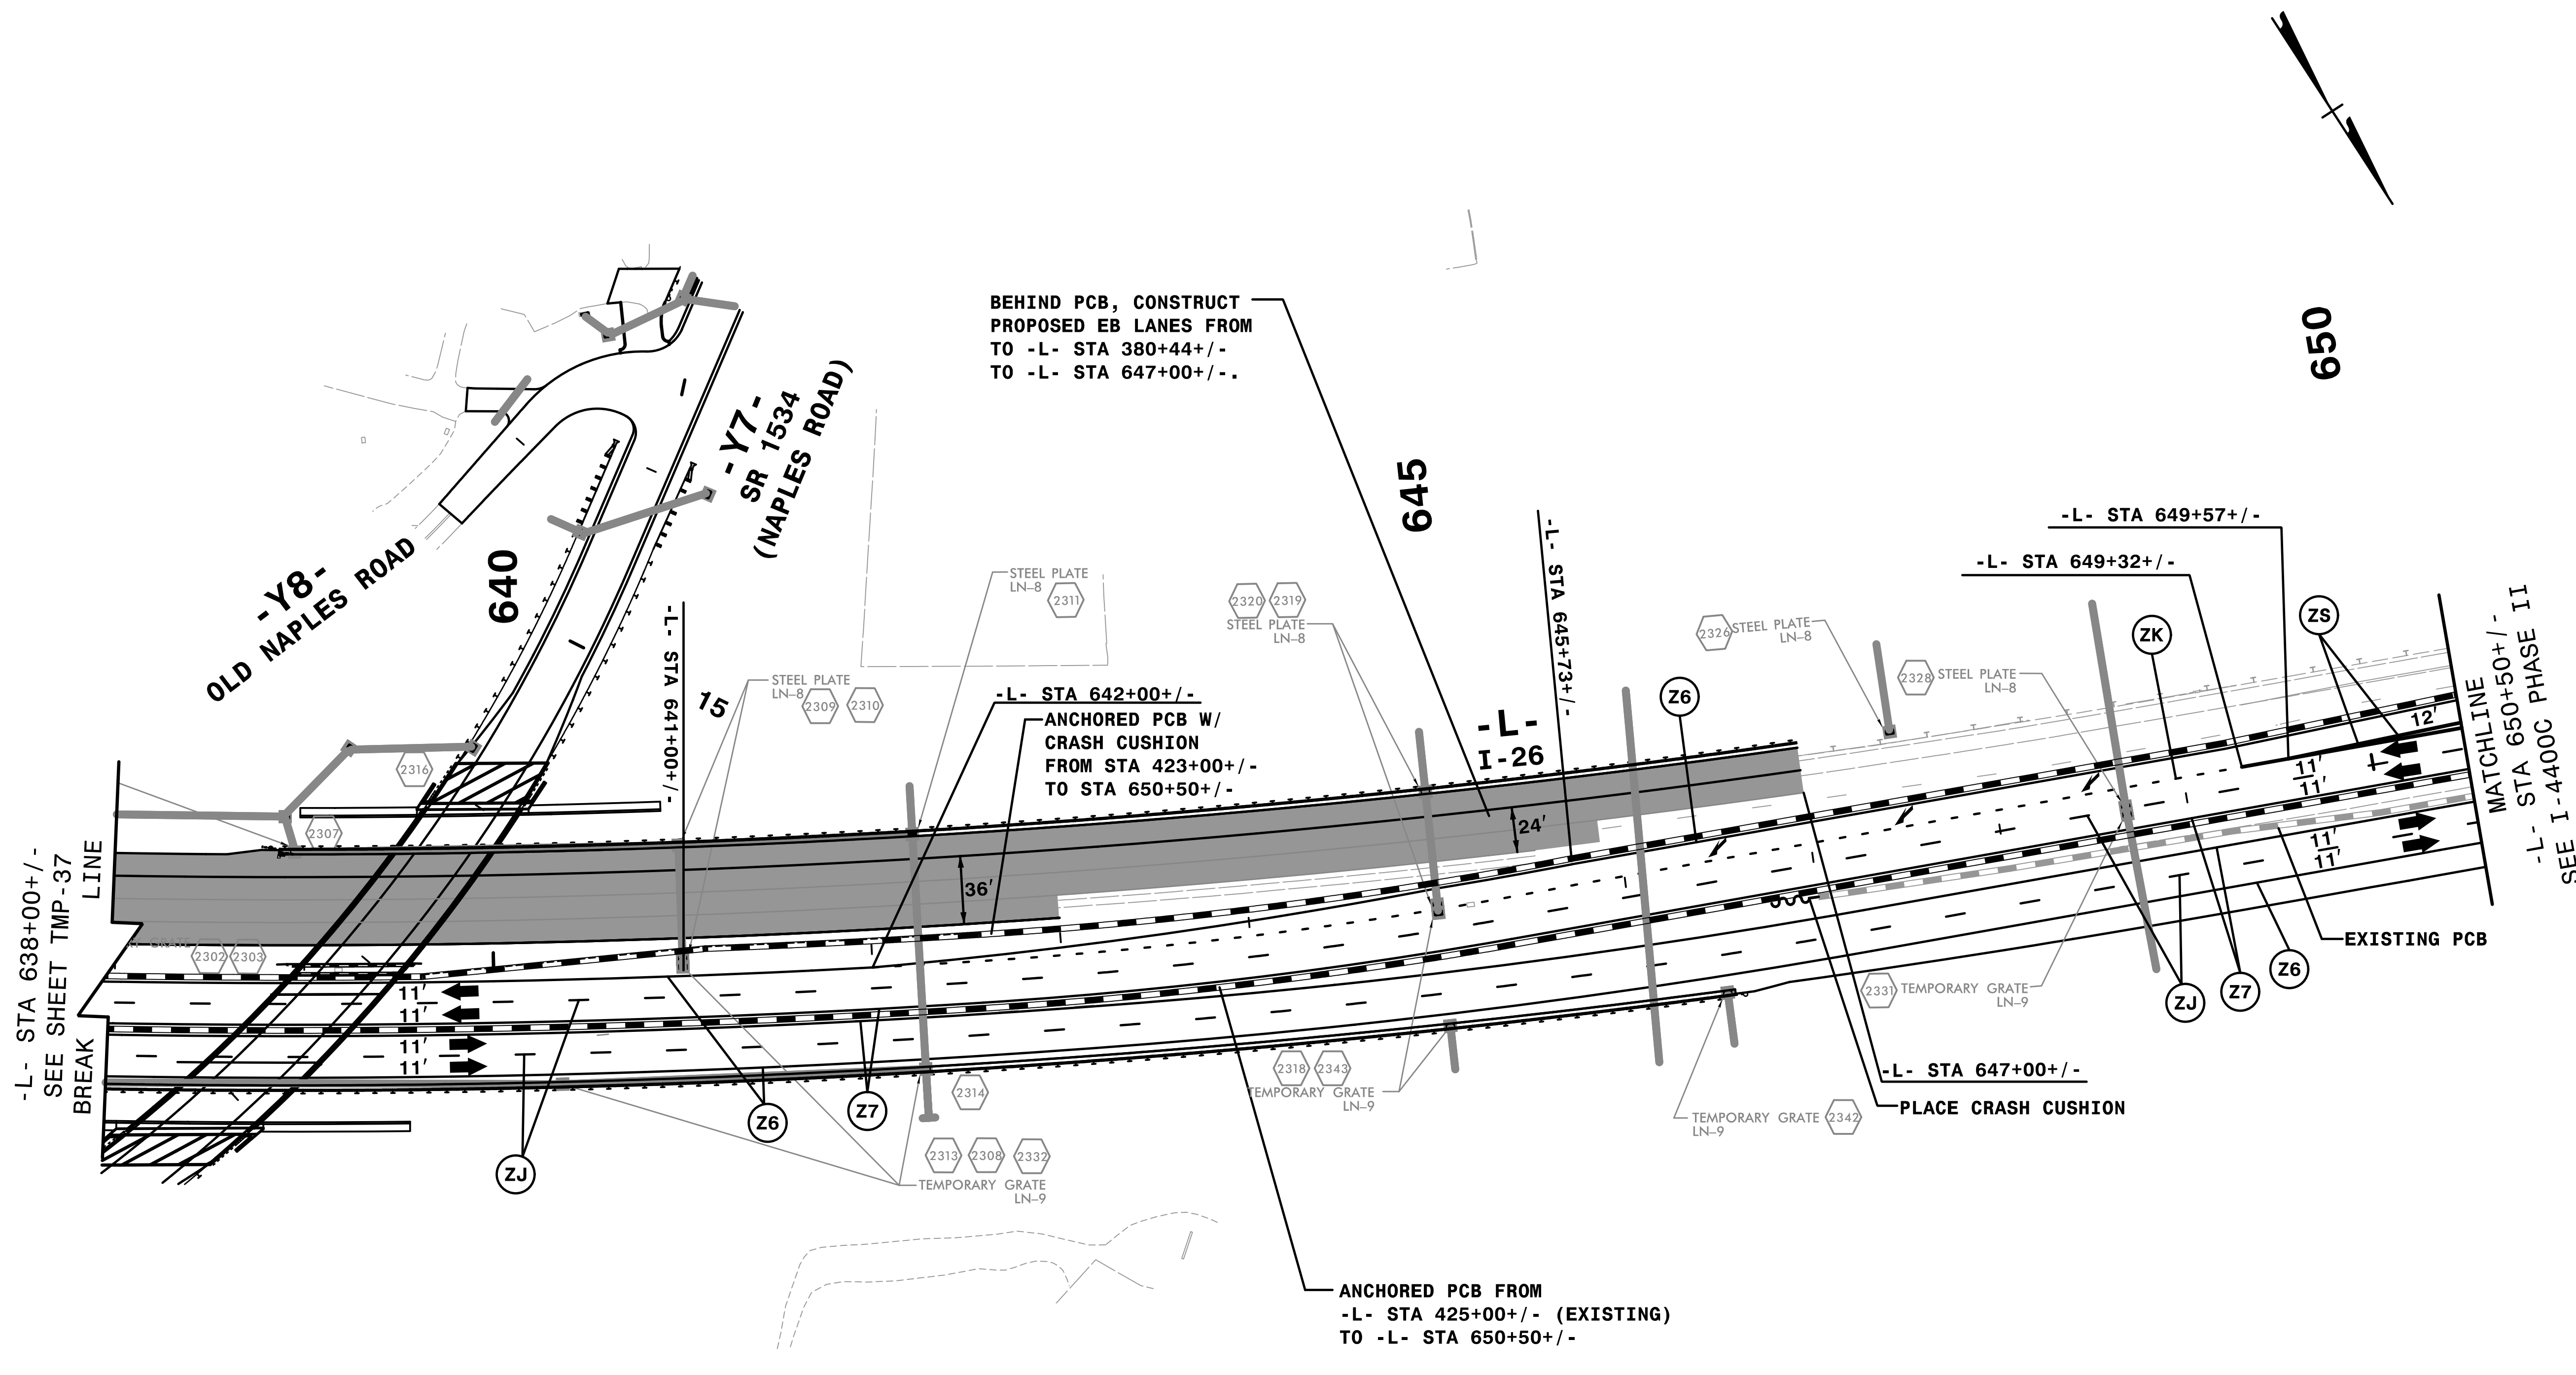 BEHIND PCB, CONSTRUCT
PROPOSED EB LANES FROM
TO -L- STA 380+44+/-
TO -L- STA 647+00+/-.
650
645
640
-Y7-
SR 1534
(NAPLES ROAD)
-Y8-
OLD NAPLES ROAD
-L- STA 649+57+/-
-L- STA 649+32+/-
-L- STA 645+73+/-
-L- STA 641+00+/-
15
STEEL PLATE
LN-8
2311
2320
2319
STEEL PLATE
LN-8
2326
STEEL PLATE
LN-8
2328
STEEL PLATE
LN-8
ZK
ZS
Z6
STEEL PLATE
LN-8
2309
2310
-L- STA 642+00+/-
ANCHORED PCB W/
CRASH CUSHION
FROM STA 423+00+/-
TO STA 650+50+/-
-L-
I-26
2316
2307
24'
36'
12'
11'
11'
11'
11'
MATCHLINE
-L- STA 650+50+/-
SEE I-4400C PHASE II
-L- STA 638+00+/-
SEE SHEET TMP-37
BREAK
LINE
GRATE
2302
2303
11'
11'
11'
11'
EXISTING PCB
2331
TEMPORARY GRATE
LN-9
ZJ
Z7
Z6
-L- STA 647+00+/-
PLACE CRASH CUSHION
2318
2343
TEMPORARY GRATE
LN-9
TEMPORARY GRATE
LN-9
2342
2314
Z6
Z7
ZJ
2313
2308
2332
TEMPORARY GRATE
LN-9
ANCHORED PCB FROM
-L- STA 425+00+/- (EXISTING)
TO -L- STA 650+50+/-